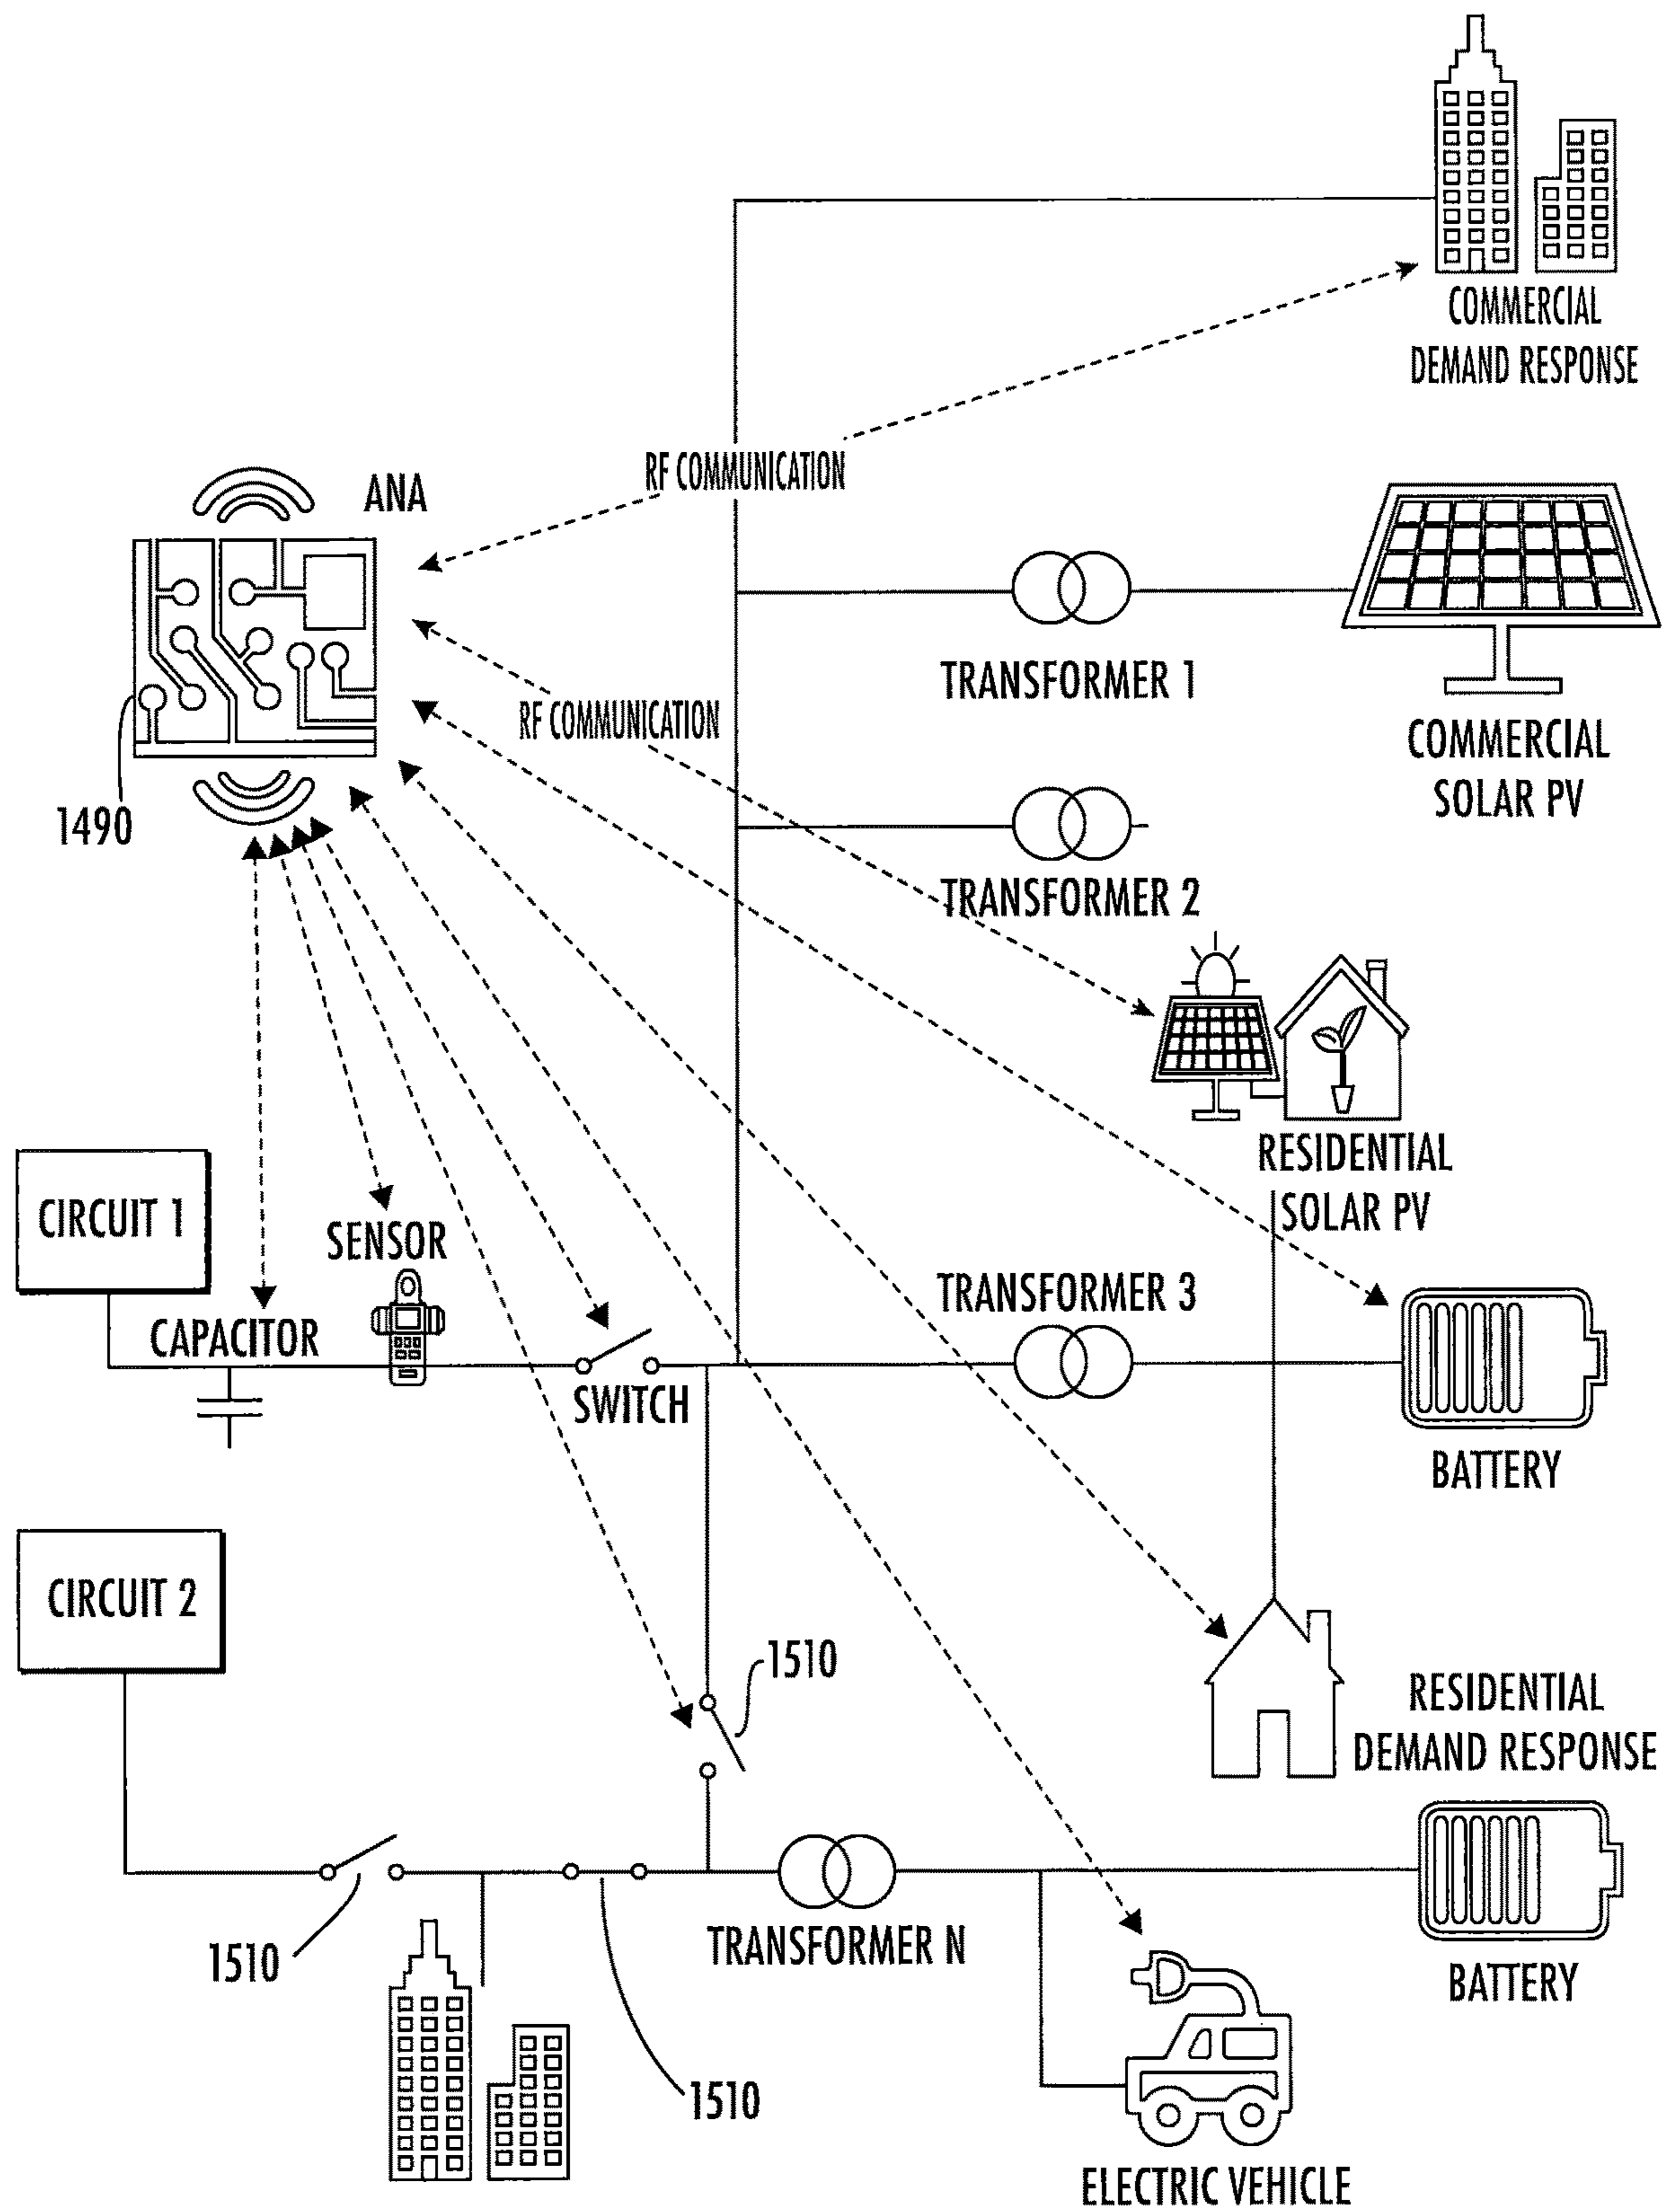 COMMERCIAL
DEMAND RESPONSE
RF COMMUNICATION
ANA
TRANSFORMER 1
RF COMMUNICATION
COMMERCIAL
SOLAR PV
1490
TRANSFORMER 2
RESIDENTIAL
SOLAR PV
CIRCUIT 1
SENSOR
TRANSFORMER 3
CAPACITOR
SWITCH
BATTERY
CIRCUIT 2
1510
RESIDENTIAL
DEMAND RESPONSE
1510
TRANSFORMER N
BATTERY
1510
ELECTRIC VEHICLE